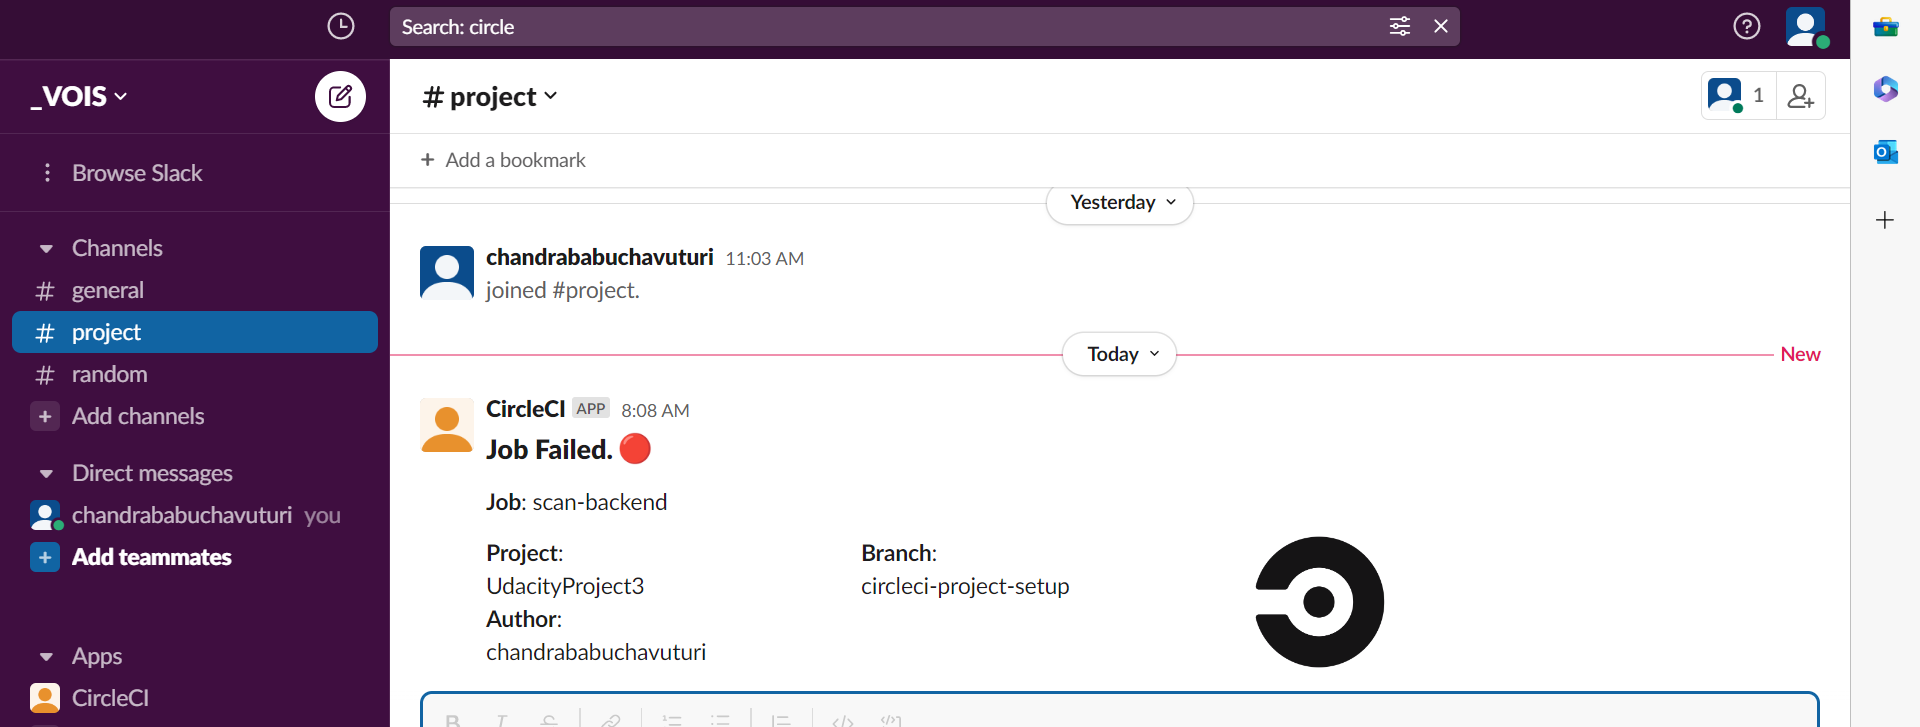 Search: circle
_VOIS
# project
1
Browse Slack
+ Add a bookmark
Yesterday
Channels
# general
# project
# random
+ Add channels
Direct messages
chandrababuchavuturi you
+ Add teammates
Apps
CircleCI
chandrababuchavuturi 11:03 AM
joined #project.
Today
New
CircleCI APP 8:08 AM
Job Failed.
Job: scan-backend
Project:
UdacityProject3
Branch:
circleci-project-setup
Author:
chandrababuchavuturi